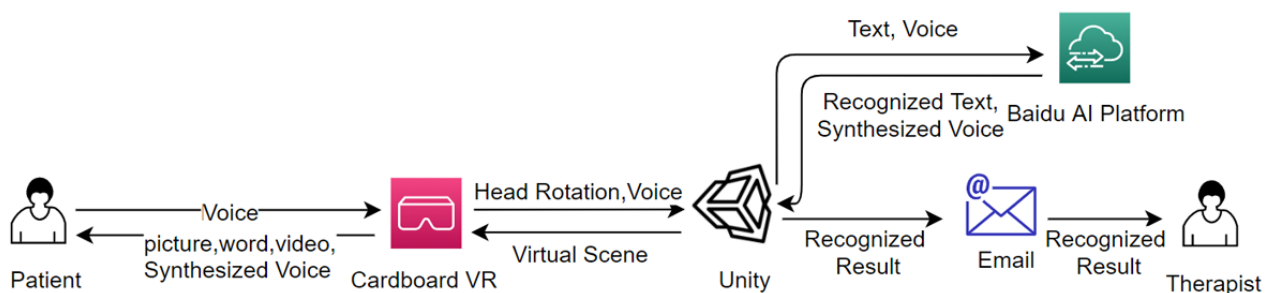 Text, Voice
Recognized Text,
Synthesized Voice
Baidu AI Platform
Voice
picture,word,video,
Synthesized Voice
Head Rotation,Voice
Virtual Scene
@
Recognized
Result
Recognized
Result
Patient
Cardboard VR
Unity
Email
Therapist